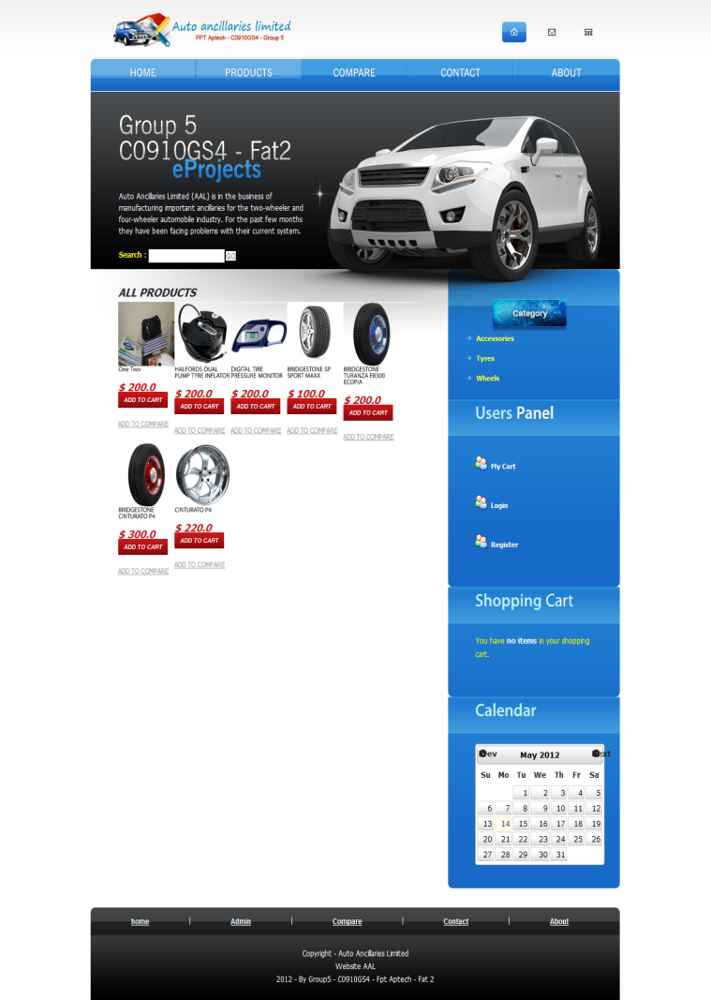 Auto ancillaries limited
FPT Aptech - C0910GS4 - Group 5
HOME PRODUCTS COMPARE CONTACT ABOUT
Group 5
C0910GS4 - Fat2
eProjects
Auto Ancillaries Limited (AAL) is in the business of
manufacturing important ancillaries for the two-wheeler and
four-wheeler automobile industry. For the past few months
they have been facing problems with their current system.
Search : GO
ALL PRODUCTS
One Two
$ 200.0
ADD TO CART
ADD TO COMPARE
HALFORDS DUAL
PUMP TYRE INFLATOR
$ 200.0
ADD TO CART
ADD TO COMPARE
DIGITAL TIRE
PRESSURE MONITOR
$ 200.0
ADD TO CART
ADD TO COMPARE
BRIDGESTONE SP
SPORT MAXX
$ 100.0
ADD TO CART
ADD TO COMPARE
BRIDGESTONE
TURANZA ER300
ECOPIA
$ 200.0
ADD TO CART
ADD TO COMPARE
BRIDGESTONE
CINTURATO P4
$ 300.0
ADD TO CART
ADD TO COMPARE
CINTURATO P4
$ 220.0
ADD TO CART
ADD TO COMPARE
Category
Accessories
Tyres
Wheels
Users Panel
My Cart
Login
Register
Shopping Cart
You have no items in your shopping
cart.
Calendar
Prev May 2012 Next
Su Mo Tu We Th Fr Sa
1 2 3 4 5
6 7 8 9 10 11 12
13 14 15 16 17 18 19
20 21 22 23 24 25 26
27 28 29 30 31
home | Admin | Compare | Contact | About
Copyright - Auto Ancillaries Limited
Website AAL
2012 - By Group5 - C0910GS4 - Fpt Aptech - Fat 2